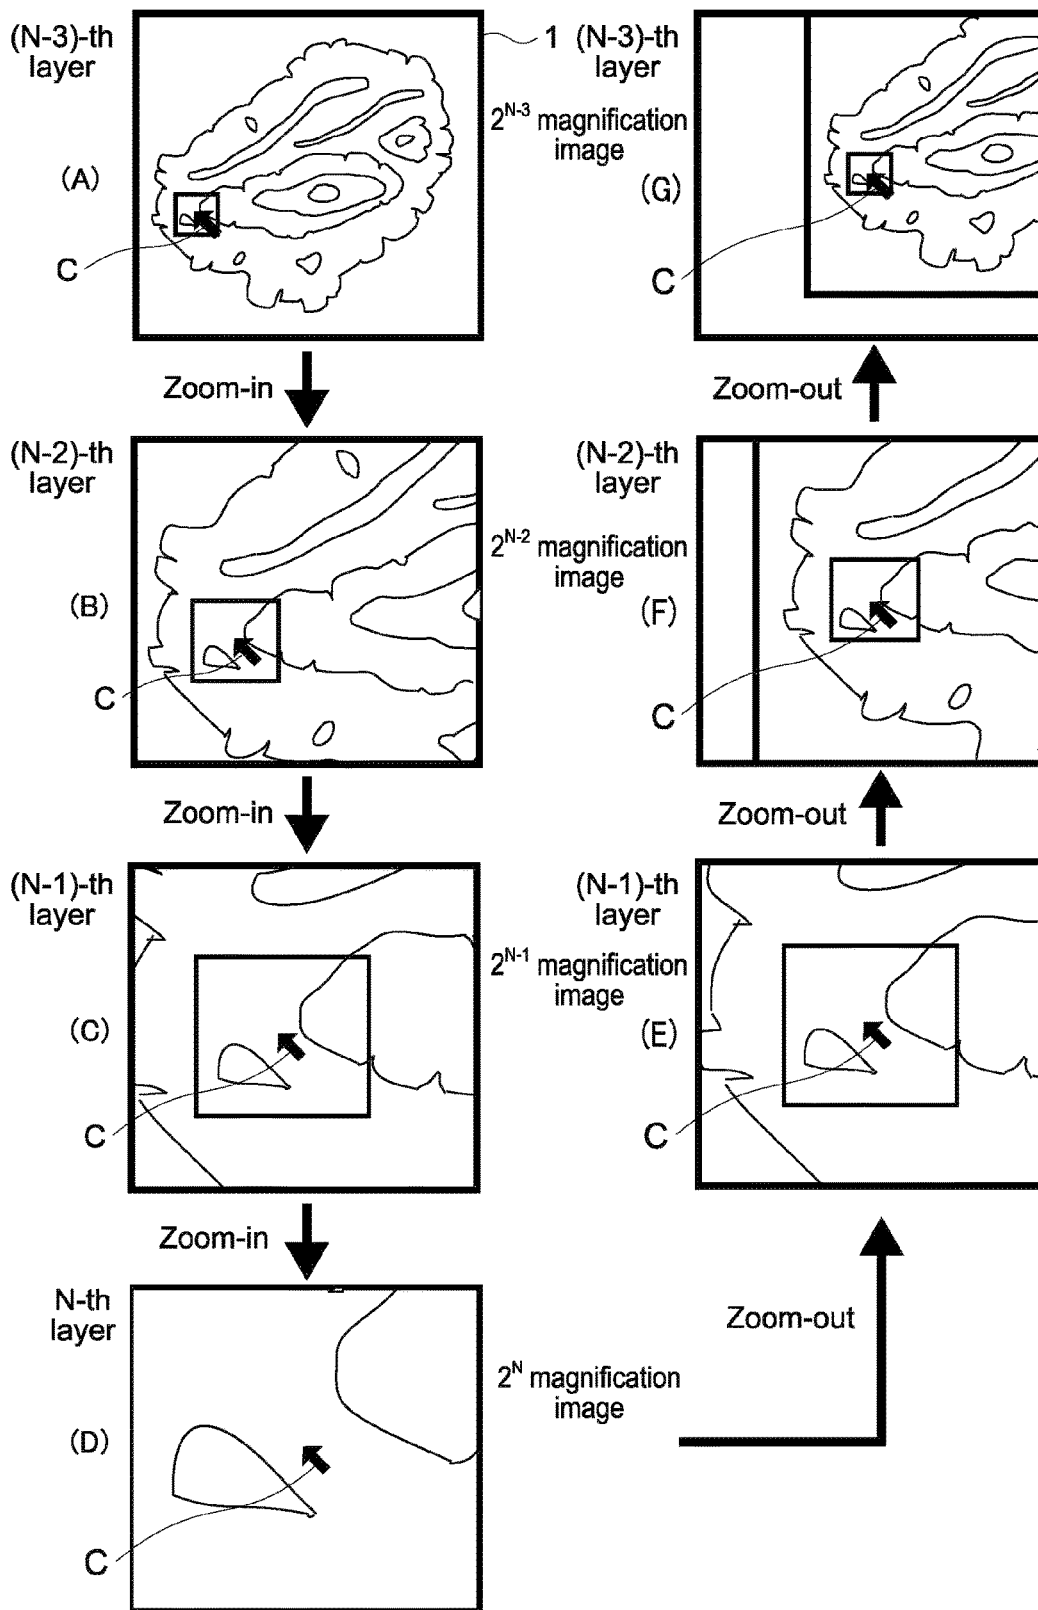 (N-3)-th
layer
(A)
C
1
(N-3)-th
layer
2^N-3 magnification
image
(G)
C
Zoom-in
Zoom-out
(N-2)-th
layer
(B)
C
(N-2)-th
layer
2^N-2 magnification
image
(F)
C
Zoom-in
Zoom-out
(N-1)-th
layer
(C)
C
(N-1)-th
layer
2^N-1 magnification
image
(E)
C
Zoom-in
Zoom-out
N-th
layer
(D)
C
2^N magnification
image